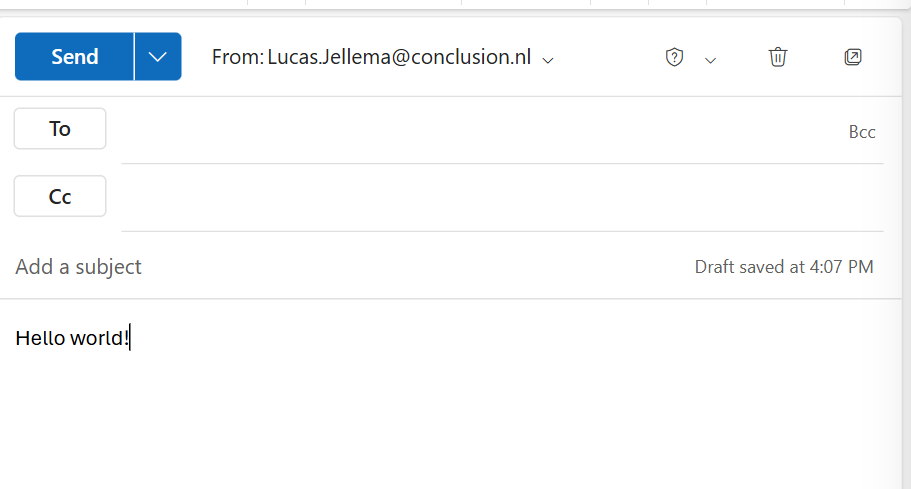 Send From: Lucas.Jellema@conclusion.nl
To Bcc
Cc
Add a subject Draft saved at 4:07 PM
Hello world!